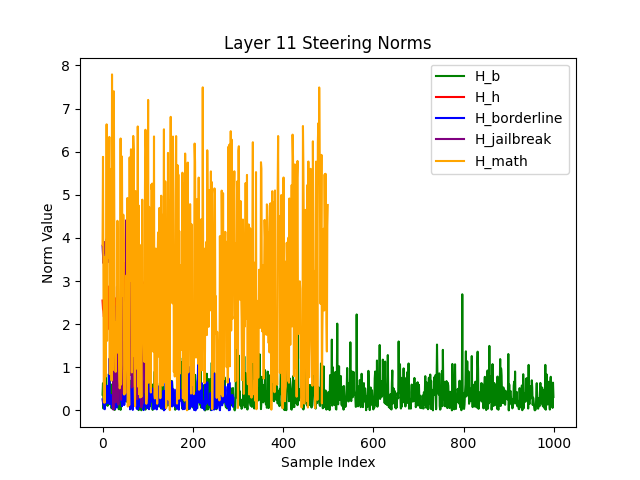 Layer 11 Steering Norms
H_b
H_h
H_borderline
H_jailbreak
H_math
Norm Value
8
7
6
5
4
3
2
1
0
0 200 400 600 800 1000
Sample Index